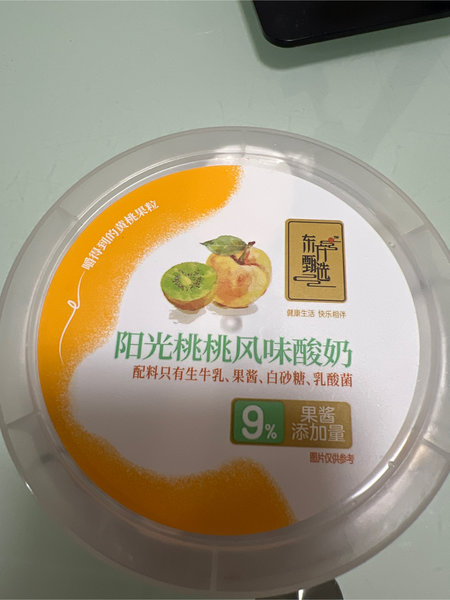 嚼得到的黄桃果粒
东方甄选
TM
健康生活 快乐相伴
阳光桃桃风味酸奶
配料只有生牛乳、果酱、白砂糖、乳酸菌
9%
果酱
添加量
图片仅供参考